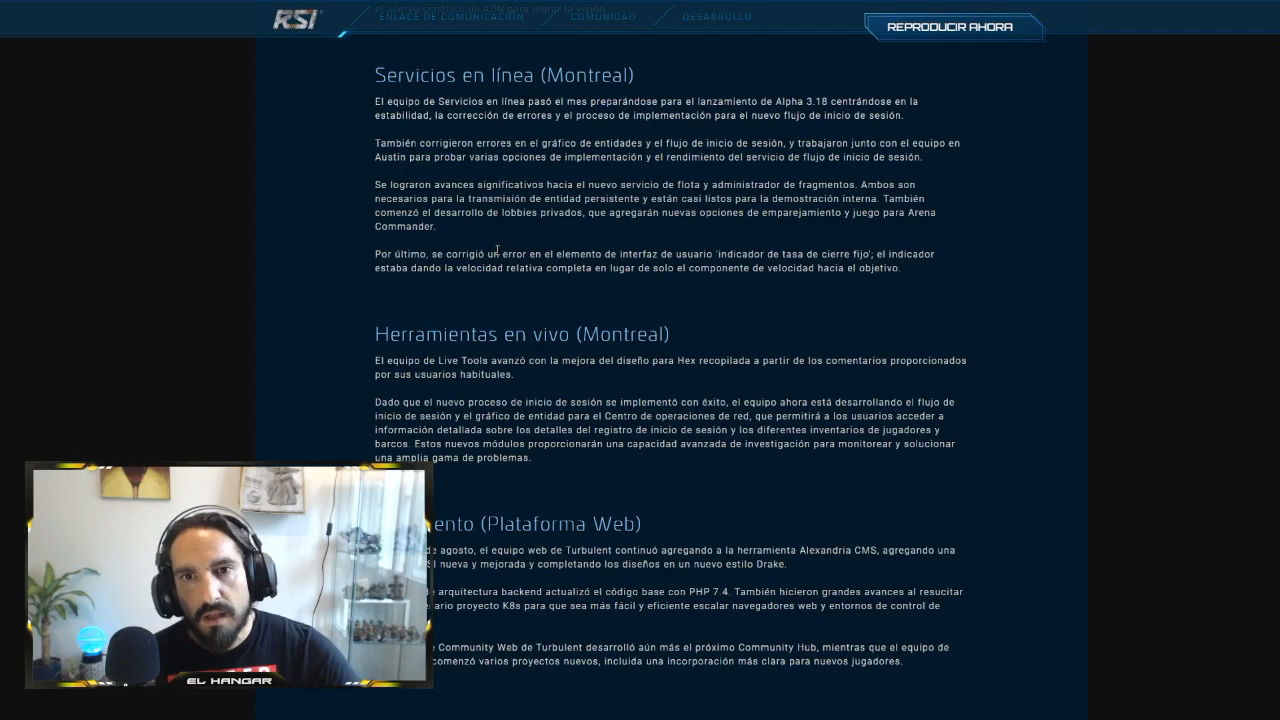 el acervo genético de AÚN para lograr la visión
RSI
ENLACE DE COMUNICACIÓN
COMUNIDAD
DESARROLLO
REPRODUCIR AHORA
Servicios en línea (Montreal)
El equipo de Servicios en línea pasó el mes preparándose para el lanzamiento de Alpha 3.18 centrándose en la
estabilidad, la corrección de errores y el proceso de implementación para el nuevo flujo de inicio de sesión.
También corrigieron errores en el gráfico de entidades y el flujo de inicio de sesión, y trabajaron junto con el equipo en
Austin para probar varias opciones de implementación y el rendimiento del servicio de flujo de inicio de sesión.
Se lograron avances significativos hacia el nuevo servicio de flota y administrador de fragmentos. Ambos son
necesarios para la transmisión de entidad persistente y están casi listos para la demostración interna. También
comenzó el desarrollo de lobbies privados, que agregarán nuevas opciones de emparejamiento y juego para Arena
Commander.
Por último, se corrigió un error en el elemento de interfaz de usuario 'indicador de tasa de cierre fijo'; el indicador
estaba dando la velocidad relativa completa en lugar de solo el componente de velocidad hacia el objetivo.
Herramientas en vivo (Montreal)
El equipo de Live Tools avanzó con la mejora del diseño para Hex recopilada a partir de los comentarios proporcionados
por sus usuarios habituales.
Dado que el nuevo proceso de inicio de sesión se implementó con éxito, el equipo ahora está desarrollando el flujo de
inicio de sesión y el gráfico de entidad para el Centro de operaciones de red, que permitirá a los usuarios acceder a
información detallada sobre los detalles del registro de inicio de sesión y los diferentes inventarios de jugadores y
barcos. Estos nuevos módulos proporcionarán una capacidad avanzada de investigación para monitorear y solucionar
una amplia gama de problemas.
ento (Plataforma Web)
de agosto, el equipo web de Turbulent continuó agregando a la herramienta Alexandria CMS, agregando una
I nueva y mejorada y completando los diseños en un nuevo estilo Drake.
arquitectura backend actualizó el código base con PHP 7.4. También hicieron grandes avances al resucitar
ario proyecto K8s para que sea más fácil y eficiente escalar navegadores web y entornos de control de
Community Web de Turbulent desarrolló aún más el próximo Community Hub, mientras que el equipo de
comenzó varios proyectos nuevos, incluida una incorporación más clara para nuevos jugadores.
EL HANGAR